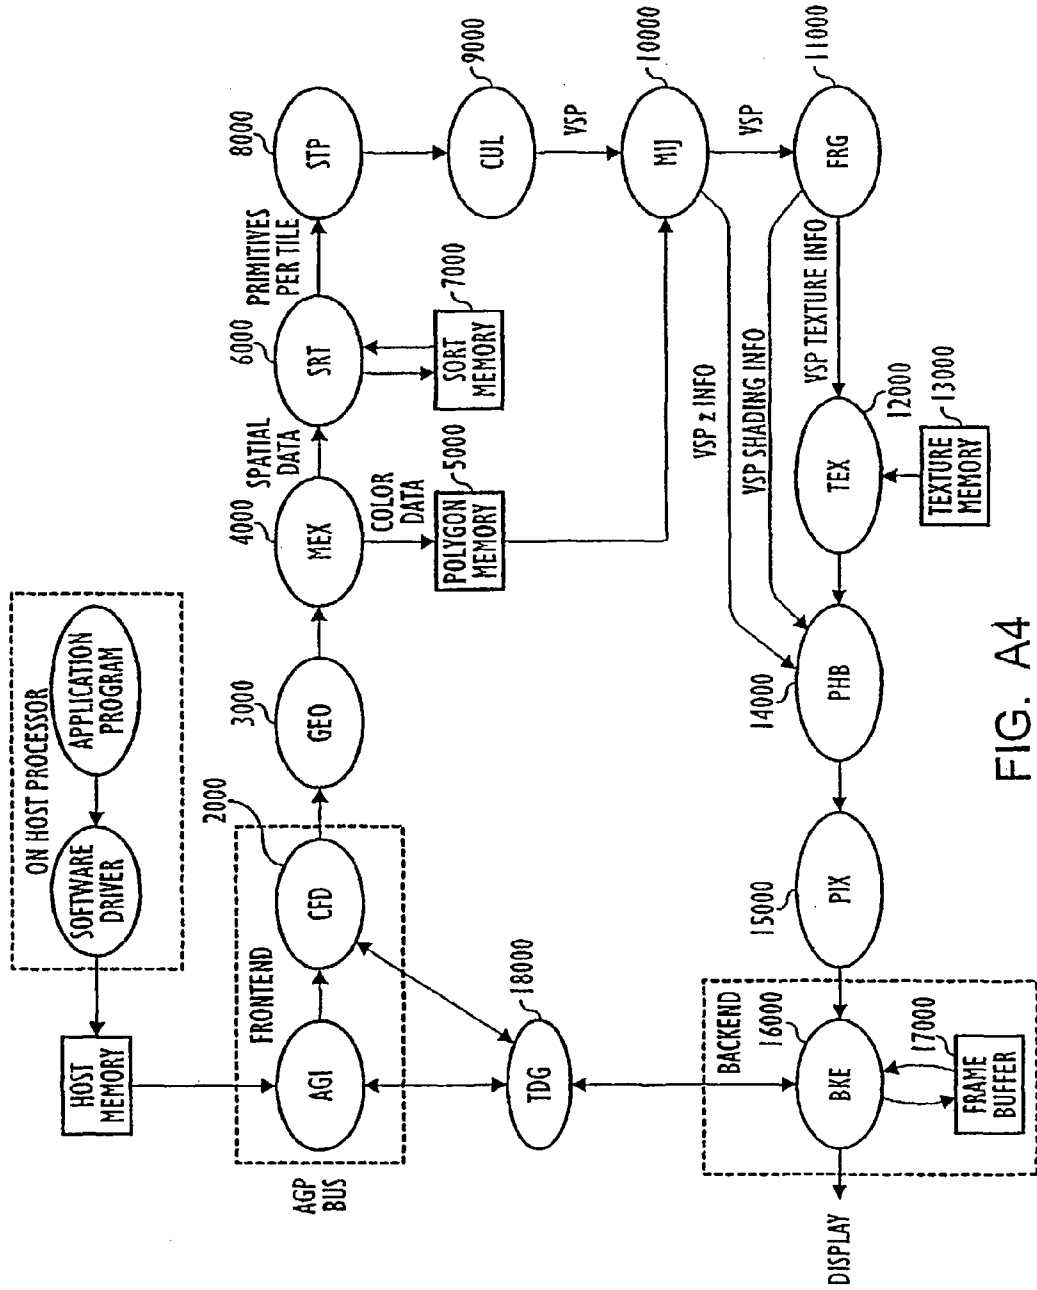 ON HOST PROCESSOR
APPLICATION
PROGRAM
SOFTWARE
DRIVER
HOST
MEMORY
FRONTEND
AGP
BUS
AGI
CFD
2000
GEO
3000
MEX
4000
SPATIAL
DATA
COLOR
DATA
POLYGON
MEMORY
5000
SRT
6000
SORT
MEMORY
7000
PRIMITIVES
PER TILE
STP
8000
CUL
9000
VSP
MIJ
10000
VSP
FRG
11000
VSP z INFO
VSP SHADING INFO
VSP TEXTURE INFO
TEX
12000
TEXTURE
MEMORY
13000
PHB
14000
PIX
15000
BACKEND
BKE
16000
FRAME
BUFFER
17000
TDG
18000
DISPLAY
FIG. A4